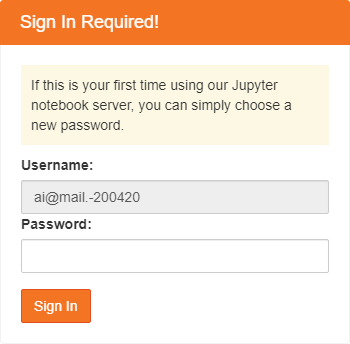 Sign In Required!
If this is your first time using our Jupyter
notebook server, you can simply choose a
new password.
Username:
ai@mail.-200420
Password:
Sign In